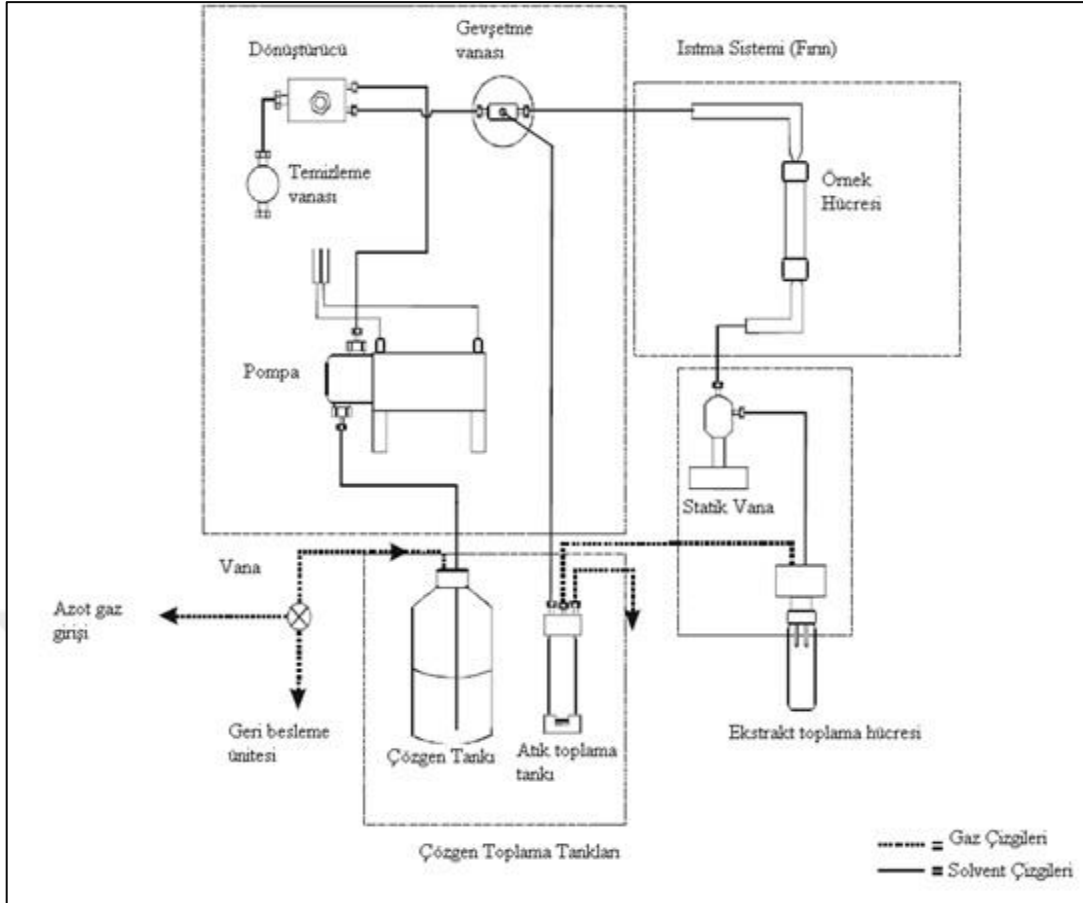 Gevşetme
vanası
Dönüştürücü
Isıtma Sistemi (Fırın)
Temizleme
vanası
Örnek
Hücresi
Pompa
Statik Vana
Vana
Azot gaz
girişi
Geri besleme
ünitesi
Çözgen Tankı
Atık toplama
tankı
Ekstrakt toplama hücresi
Çözgen Toplama Tankları
= Gaz Çizgileri
= Solvent Çizgileri